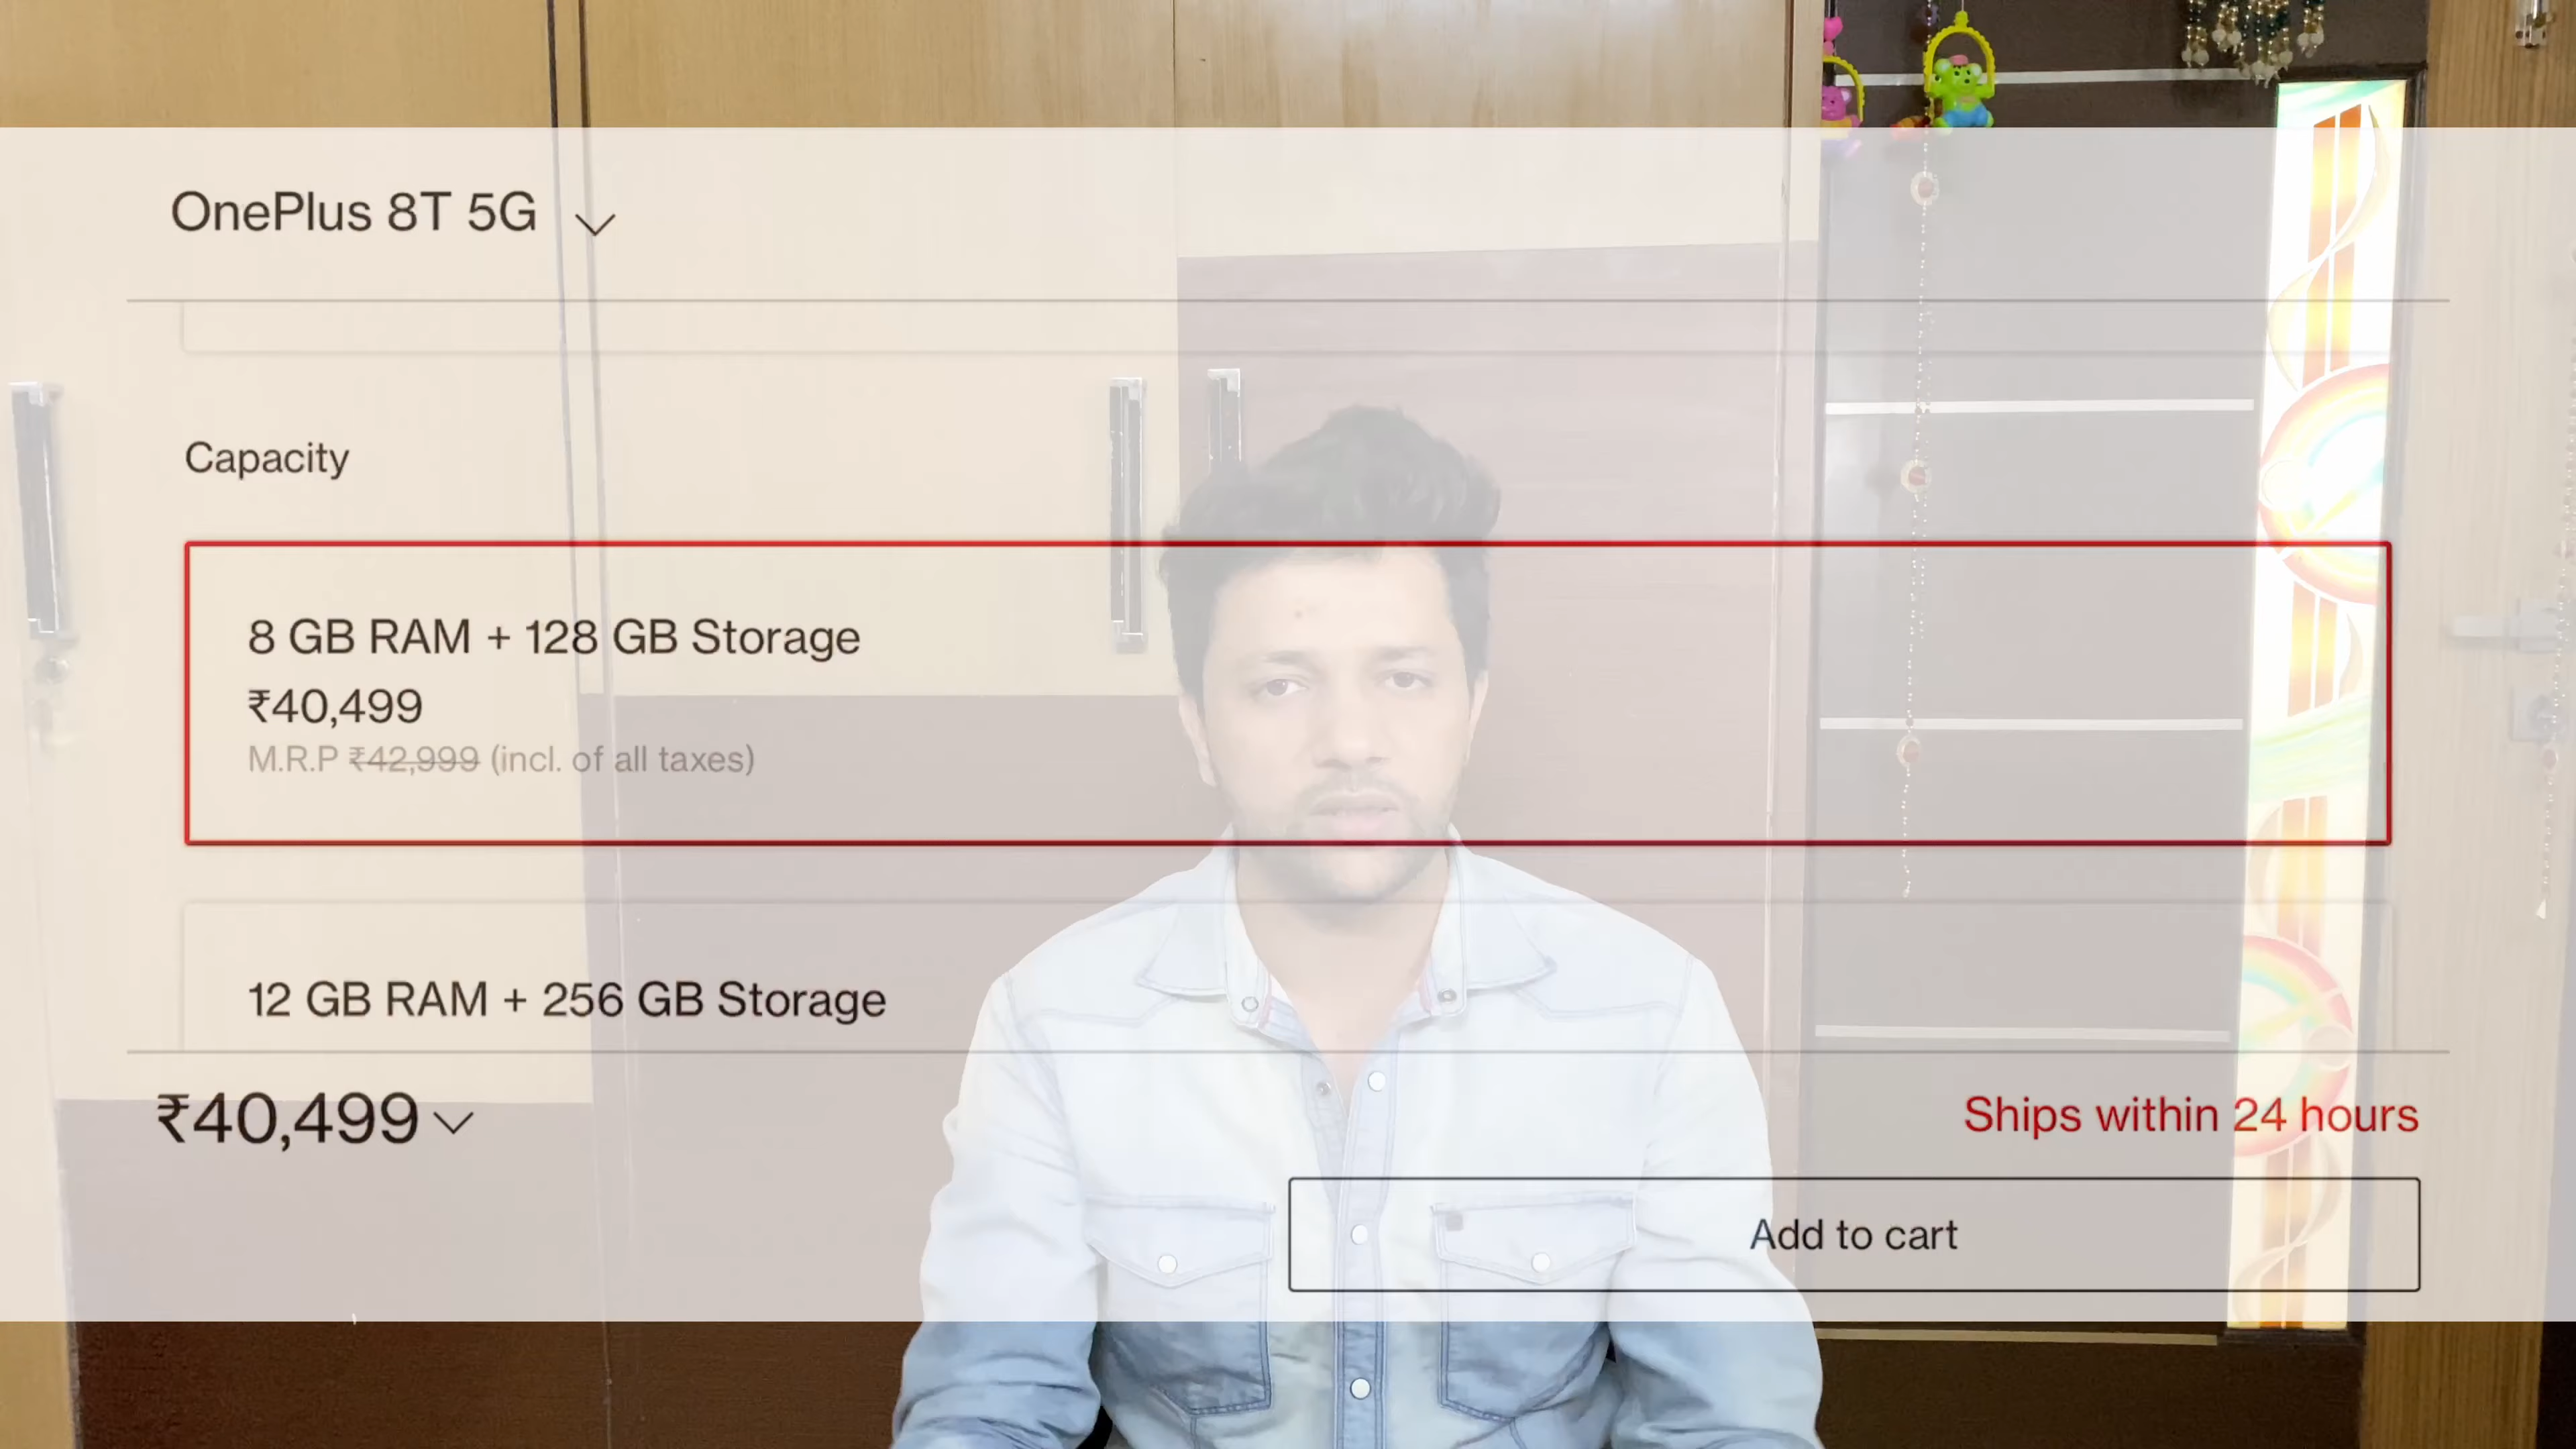 OnePlus 8T 5G
Capacity
8 GB RAM + 128 GB Storage
₹40,499
M.R.P ₹42,999 (incl. of all taxes)
12 GB RAM + 256 GB Storage
₹40,499
Ships within 24 hours
Add to cart